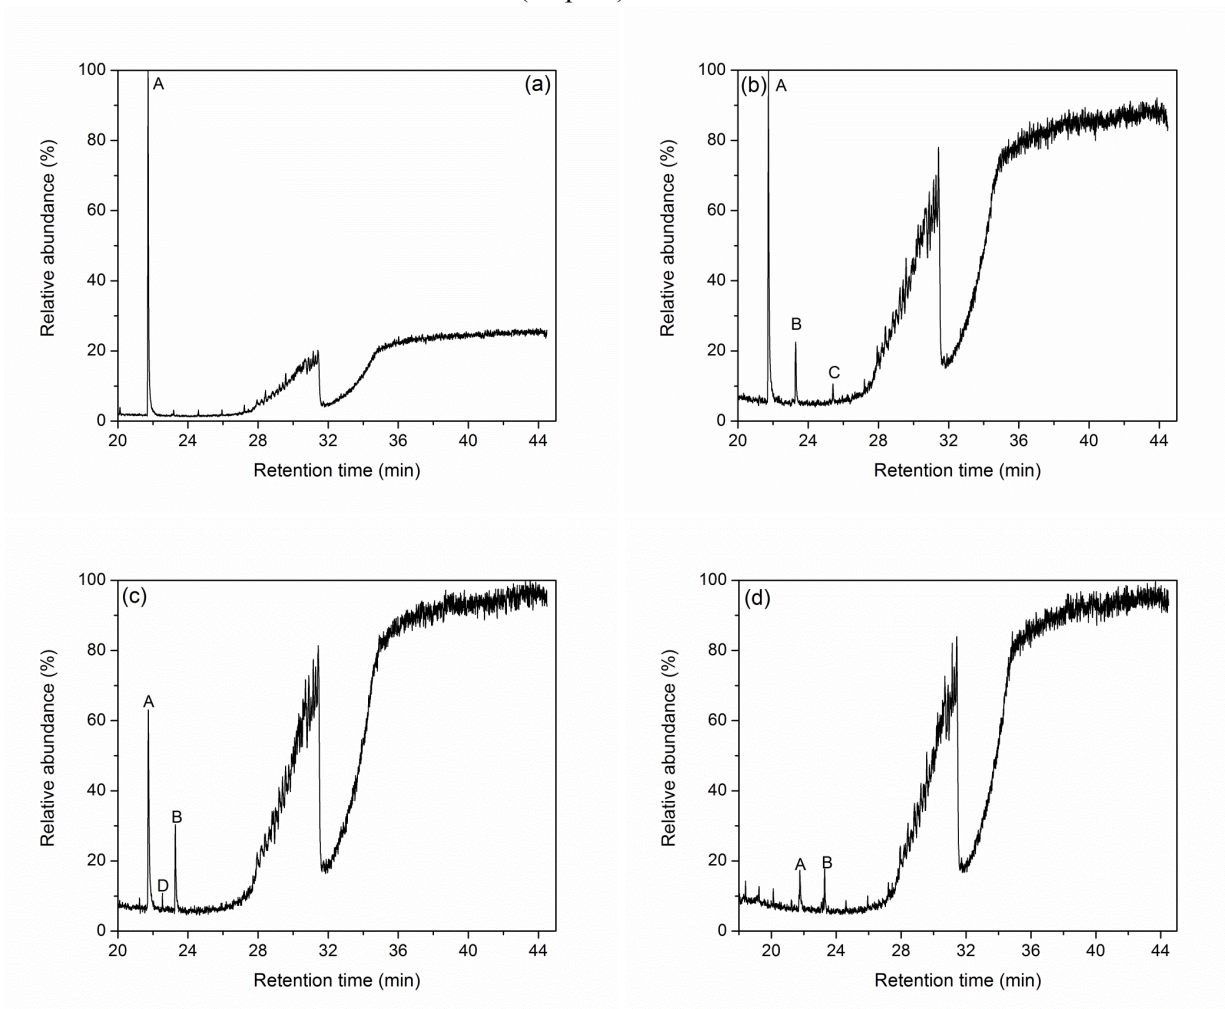 (a)
A
100
80
60
40
20
0
20 24 28 32 36 40 44
Relative abundance (%)
Retention time (min)
(b)
A
B
C
100
80
60
40
20
0
20 24 28 32 36 40 44
Relative abundance (%)
Retention time (min)
(c)
A
D
B
100
80
60
40
20
0
20 24 28 32 36 40 44
Relative abundance (%)
Retention time (min)
(d)
A
B
100
80
60
40
20
0
20 24 28 32 36 40 44
Relative abundance (%)
Retention time (min)